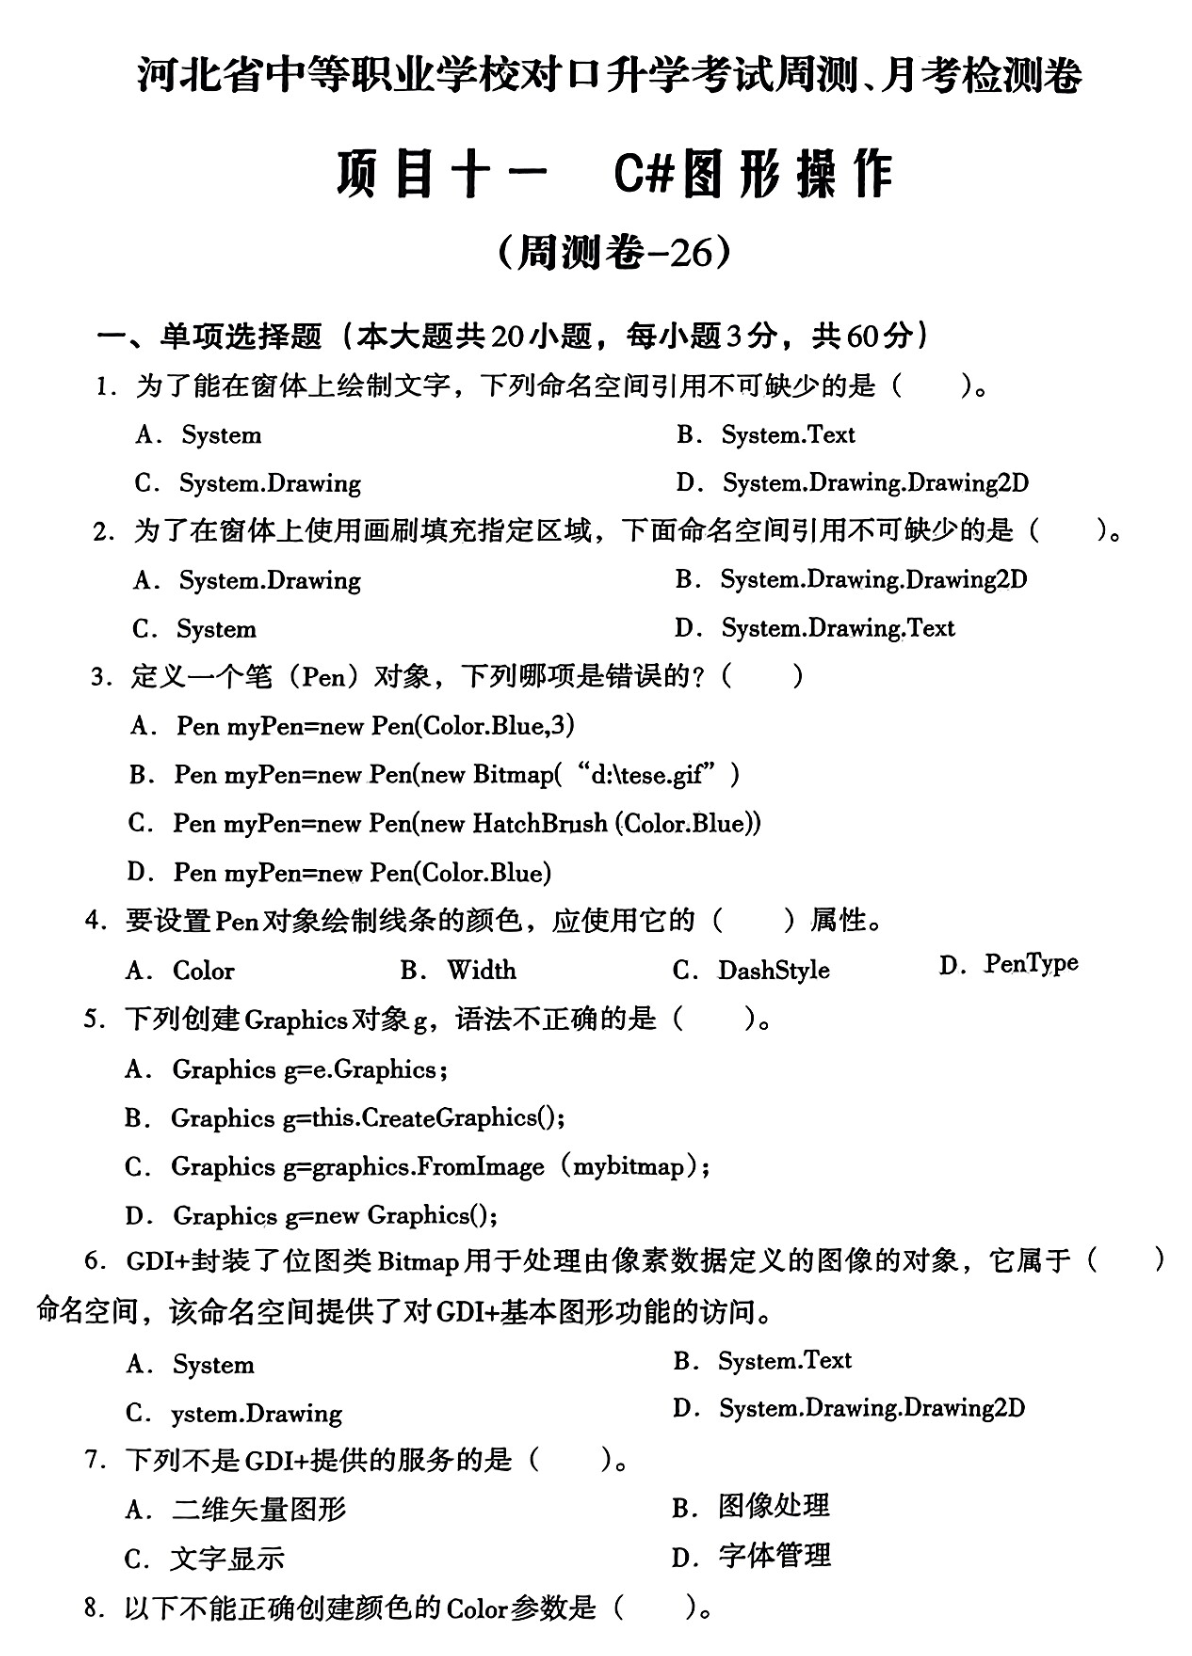 河北省中等职业学校对口升学考试周测、月考检测卷
项目十一 C#图形操作
（周测卷-26）
一、单项选择题（本大题共20小题，每小题3分，共60分）
1. 为了能在窗体上绘制文字，下列命名空间引用不可缺少的是（  ）。
A. System B. System.Text
C. System.Drawing D. System.Drawing.Drawing2D
2. 为了在窗体上使用画刷填充指定区域，下面命名空间引用不可缺少的是（  ）。
A. System.Drawing B. System.Drawing.Drawing2D
C. System D. System.Drawing.Text
3. 定义一个笔（Pen）对象，下列哪项是错误的？（  ）
A. Pen myPen=new Pen(Color.Blue,3)
B. Pen myPen=new Pen(new Bitmap(“d:\tese.gif”)
C. Pen myPen=new Pen(new HatchBrush (Color.Blue))
D. Pen myPen=new Pen(Color.Blue)
4. 要设置Pen对象绘制线条的颜色，应使用它的（  ）属性。
A. Color B. Width C. DashStyle D. PenType
5. 下列创建Graphics对象g，语法不正确的是（  ）。
A. Graphics g=e.Graphics；
B. Graphics g=this.CreateGraphics();
C. Graphics g=graphics.FromImage（mybitmap）；
D. Graphics g=new Graphics();
6. GDI+封装了位图类Bitmap用于处理由像素数据定义的图像的对象，它属于（  ）
命名空间，该命名空间提供了对GDI+基本图形功能的访问。
A. System B. System.Text
C. ystem.Drawing D. System.Drawing.Drawing2D
7. 下列不是GDI+提供的服务的是（  ）。
A. 二维矢量图形 B. 图像处理
C. 文字显示 D. 字体管理
8. 以下不能正确创建颜色的Color参数是（  ）。